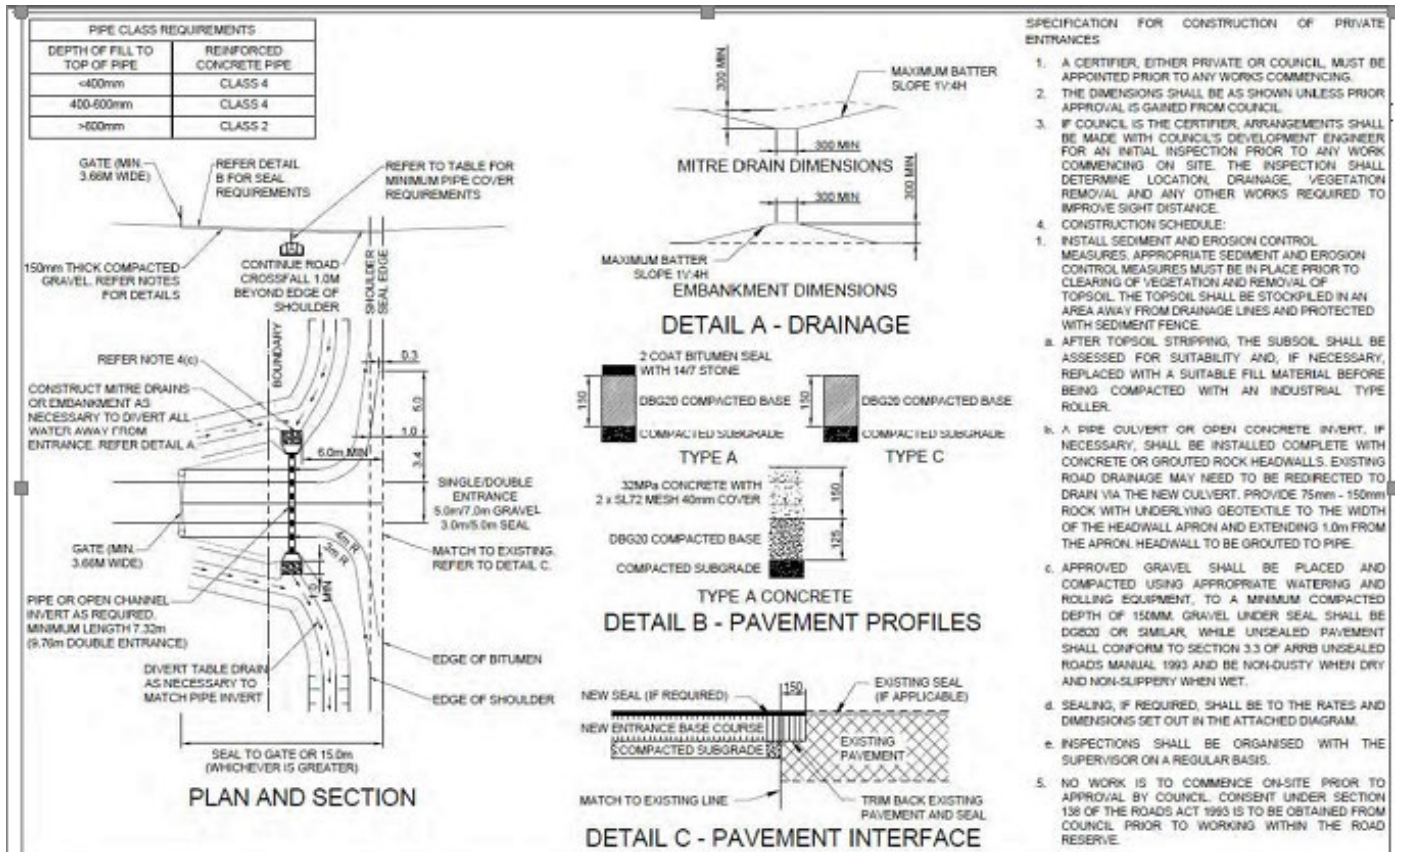 PIPE CLASS REQUIREMENTS
DEPTH OF FILL TO
TOP OF PIPE
REINFORCED
CONCRETE PIPE
<400mm
CLASS 4
400-600mm
CLASS 4
>600mm
CLASS 2
GATE (MIN.
3.66M WIDE)
REFER DETAIL
B FOR SEAL
REQUIREMENTS
REFER TO TABLE FOR
MINIMUM PIPE COVER
REQUIREMENTS
150mm THICK COMPACTED
GRAVEL. REFER NOTES
FOR DETAILS
CONTINUE ROAD
CROSSFALL 1.0M
BEYOND EDGE OF
SHOULDER
SHOULDER
SEAL EDGE
BOUNDARY
REFER NOTE 4(c)
CONSTRUCT MITRE DRAINS
OR EMBANKMENT AS
NECESSARY TO DIVERT ALL
WATER AWAY FROM
ENTRANCE. REFER DETAIL A.
0.3
5.0
1.0
3.4
6.0m MIN
SINGLE/DOUBLE
ENTRANCE
5.0m/7.0m GRAVEL
3.0m/5.0m SEAL
GATE (MIN.
3.66M WIDE)
4m R
3m R
1.0
MIN
MATCH TO EXISTING.
REFER TO DETAIL C.
PIPE OR OPEN CHANNEL
INVERT AS REQUIRED.
MINIMUM LENGTH 7.32m
(9.76m DOUBLE ENTRANCE)
DIVERT TABLE DRAIN
AS NECESSARY TO
MATCH PIPE INVERT
EDGE OF BITUMEN
EDGE OF SHOULDER
SEAL TO GATE OR 15.0m
(WHICHEVER IS GREATER)
PLAN AND SECTION
300 MIN
MAXIMUM BATTER
SLOPE 1V:4H
300 MIN
MITRE DRAIN DIMENSIONS
300 MIN
300 MIN
MAXIMUM BATTER
SLOPE 1V:4H
EMBANKMENT DIMENSIONS
DETAIL A - DRAINAGE
2 COAT BITUMEN SEAL
WITH 14/7 STONE
150
DBG20 COMPACTED BASE
COMPACTED SUBGRADE
TYPE A
150
DBG20 COMPACTED BASE
COMPACTED SUBGRADE
TYPE C
32MPa CONCRETE WITH
2 x SL72 MESH 40mm COVER
150
DBG20 COMPACTED BASE
125
COMPACTED SUBGRADE
TYPE A CONCRETE
DETAIL B - PAVEMENT PROFILES
NEW SEAL (IF REQUIRED)
150
EXISTING SEAL
(IF APPLICABLE)
NEW ENTRANCE BASE COURSE
COMPACTED SUBGRADE
EXISTING
PAVEMENT
MATCH TO EXISTING LINE
TRIM BACK EXISTING
PAVEMENT AND SEAL
DETAIL C - PAVEMENT INTERFACE
SPECIFICATION FOR CONSTRUCTION OF PRIVATE
ENTRANCES
1. A CERTIFIER, EITHER PRIVATE OR COUNCIL, MUST BE
APPOINTED PRIOR TO ANY WORKS COMMENCING.
2. THE DIMENSIONS SHALL BE AS SHOWN UNLESS PRIOR
APPROVAL IS GAINED FROM COUNCIL.
3. IF COUNCIL IS THE CERTIFIER, ARRANGEMENTS SHALL
BE MADE WITH COUNCIL'S DEVELOPMENT ENGINEER
FOR AN INITIAL INSPECTION PRIOR TO ANY WORK
COMMENCING ON SITE. THE INSPECTION SHALL
DETERMINE LOCATION, DRAINAGE, VEGETATION
REMOVAL AND ANY OTHER WORKS REQUIRED TO
IMPROVE SIGHT DISTANCE.
4. CONSTRUCTION SCHEDULE:
1. INSTALL SEDIMENT AND EROSION CONTROL
MEASURES. APPROPRIATE SEDIMENT AND EROSION
CONTROL MEASURES MUST BE IN PLACE PRIOR TO
CLEARING OF VEGETATION AND REMOVAL OF
TOPSOIL. THE TOPSOIL SHALL BE STOCKPILED IN AN
AREA AWAY FROM DRAINAGE LINES AND PROTECTED
WITH SEDIMENT FENCE.
a. AFTER TOPSOIL STRIPPING, THE SUBSOIL SHALL BE
ASSESSED FOR SUITABILITY AND, IF NECESSARY,
REPLACED WITH A SUITABLE FILL MATERIAL BEFORE
BEING COMPACTED WITH AN INDUSTRIAL TYPE
ROLLER.
b. A PIPE CULVERT OR OPEN CONCRETE INVERT, IF
NECESSARY, SHALL BE INSTALLED COMPLETE WITH
CONCRETE OR GROUTED ROCK HEADWALLS. EXISTING
ROAD DRAINAGE MAY NEED TO BE REDIRECTED TO
DRAIN VIA THE NEW CULVERT. PROVIDE 75mm - 150mm
ROCK WITH UNDERLYING GEOTEXTILE TO THE WIDTH
OF THE HEADWALL APRON AND EXTENDING 1.0m FROM
THE APRON. HEADWALL TO BE GROUTED TO PIPE.
c. APPROVED GRAVEL SHALL BE PLACED AND
COMPACTED USING APPROPRIATE WATERING AND
ROLLING EQUIPMENT, TO A MINIMUM COMPACTED
DEPTH OF 150MM. GRAVEL UNDER SEAL SHALL BE
DGB20 OR SIMILAR, WHILE UNSEALED PAVEMENT
SHALL CONFORM TO SECTION 3.3 OF ARRB UNSEALED
ROADS MANUAL 1993 AND BE NON-DUSTY WHEN DRY
AND NON-SLIPPERY WHEN WET.
d. SEALING, IF REQUIRED, SHALL BE TO THE RATES AND
DIMENSIONS SET OUT IN THE ATTACHED DIAGRAM.
e. INSPECTIONS SHALL BE ORGANISED WITH THE
SUPERVISOR ON A REGULAR BASIS.
5. NO WORK IS TO COMMENCE ON-SITE PRIOR TO
APPROVAL BY COUNCIL. CONSENT UNDER SECTION
138 OF THE ROADS ACT 1993 IS TO BE OBTAINED FROM
COUNCIL PRIOR TO WORKING WITHIN THE ROAD
RESERVE.